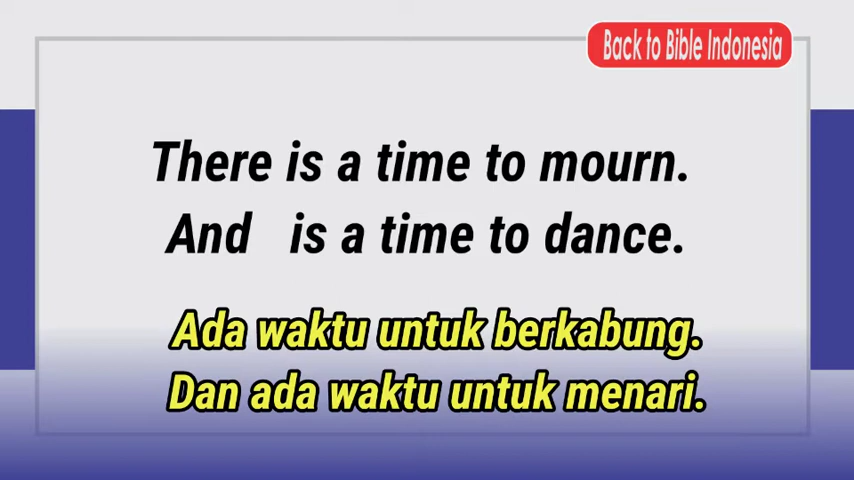 Back to Bible Indonesia
There is a time to mourn.
And is a time to dance.
Ada waktu untuk berkabung.
Dan ada waktu untuk menari.